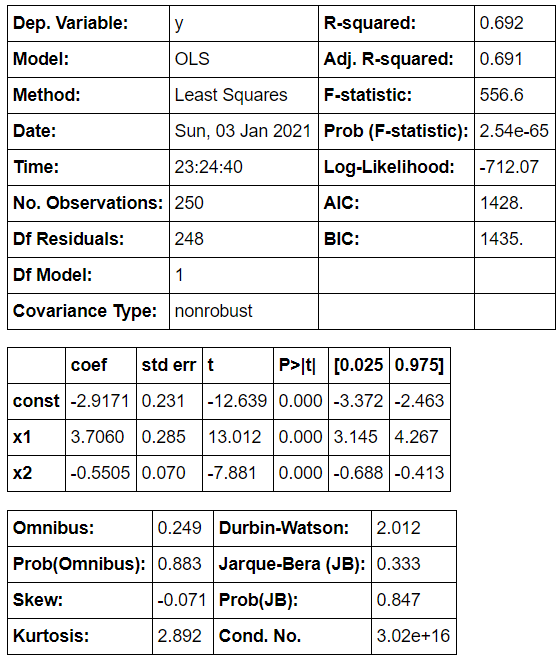 Dep. Variable: y R-squared: 0.692
Model: OLS Adj. R-squared: 0.691
Method: Least Squares F-statistic: 556.6
Date: Sun, 03 Jan 2021 Prob (F-statistic): 2.54e-65
Time: 23:24:40 Log-Likelihood: -712.07
No. Observations: 250 AIC: 1428.
Df Residuals: 248 BIC: 1435.
Df Model: 1
Covariance Type: nonrobust
coef std err t P>|t| [0.025 0.975]
const -2.9171 0.231 -12.639 0.000 -3.372 -2.463
x1 3.7060 0.285 13.012 0.000 3.145 4.267
x2 -0.5505 0.070 -7.881 0.000 -0.688 -0.413
Omnibus: 0.249 Durbin-Watson: 2.012
Prob(Omnibus): 0.883 Jarque-Bera (JB): 0.333
Skew: -0.071 Prob(JB): 0.847
Kurtosis: 2.892 Cond. No. 3.02e+16